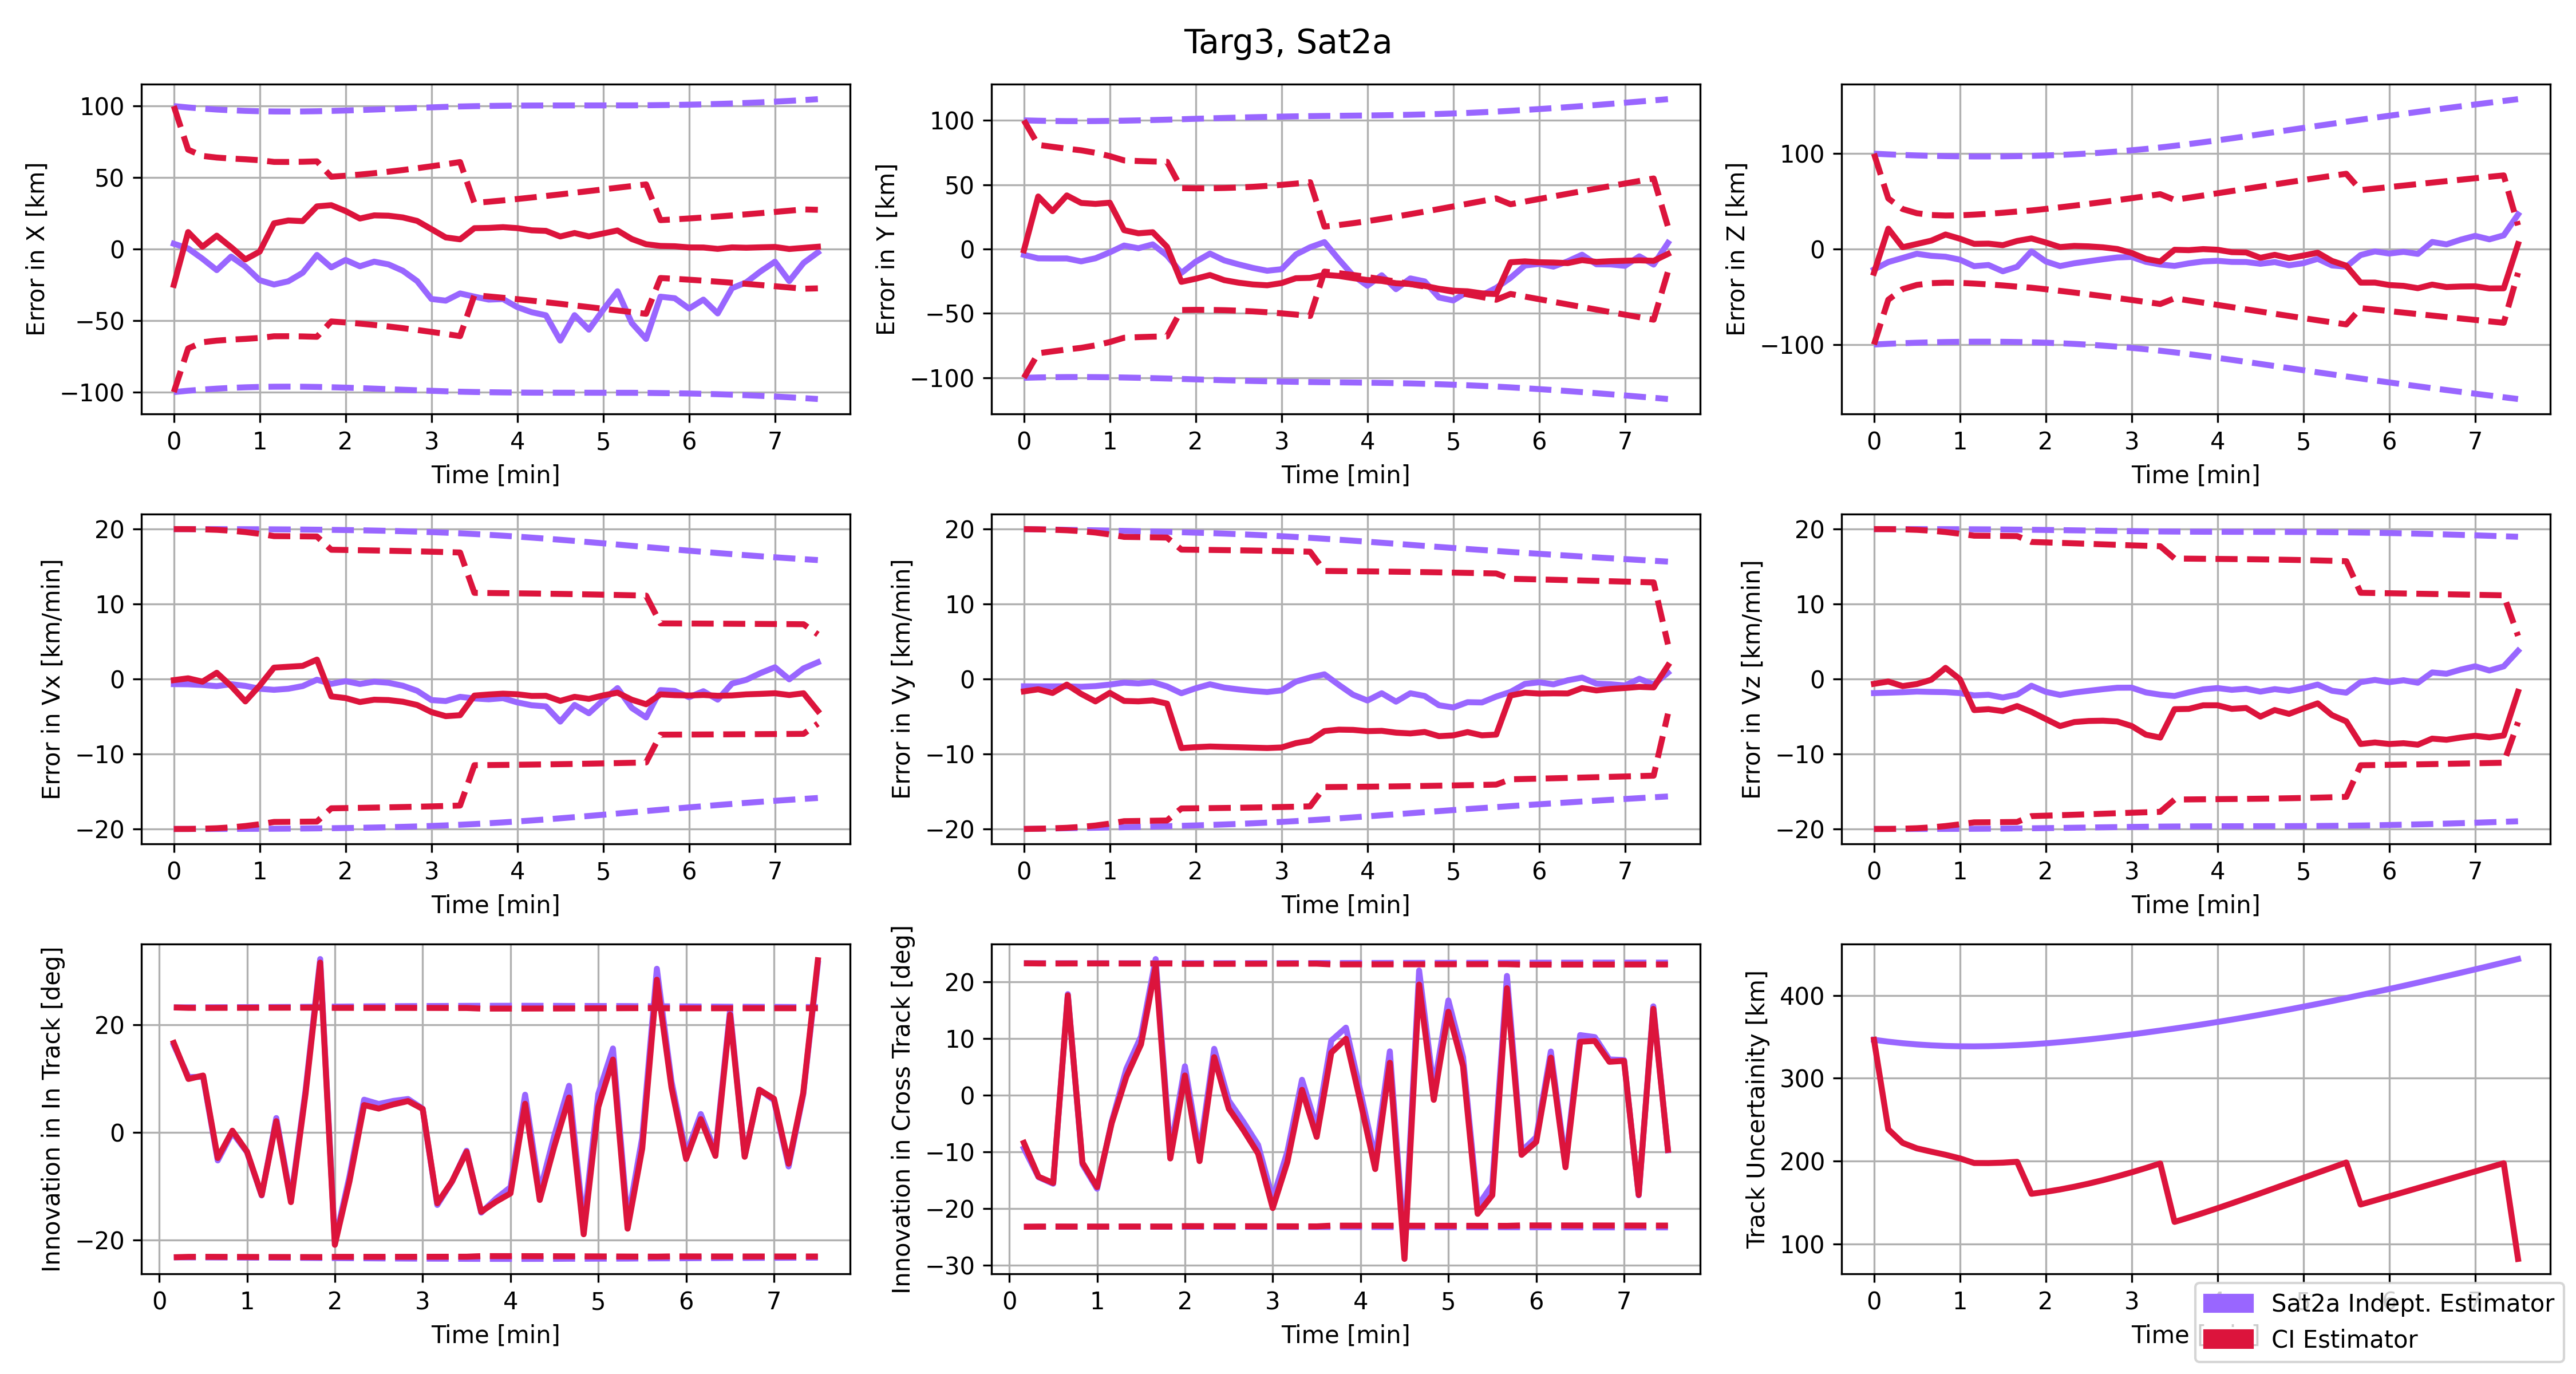 Targ3, Sat2a
Error in X [km]
100
50
0
−50
−100
0 1 2 3 4 5 6 7
Time [min]
Error in Y [km]
100
50
0
−50
−100
0 1 2 3 4 5 6 7
Time [min]
Error in Z [km]
100
0
−100
0 1 2 3 4 5 6 7
Time [min]
Error in Vx [km/min]
20
10
0
−10
−20
0 1 2 3 4 5 6 7
Time [min]
Error in Vy [km/min]
20
10
0
−10
−20
0 1 2 3 4 5 6 7
Time [min]
Error in Vz [km/min]
20
10
0
−10
−20
0 1 2 3 4 5 6 7
Time [min]
Innovation in In Track [deg]
20
0
−20
0 1 2 3 4 5 6 7
Time [min]
Innovation in Cross Track [deg]
20
10
0
−10
−20
−30
0 1 2 3 4 5 6 7
Time [min]
Track Uncertainity [km]
400
300
200
100
0 1 2 3
Time
Sat2a Indept. Estimator
CI Estimator